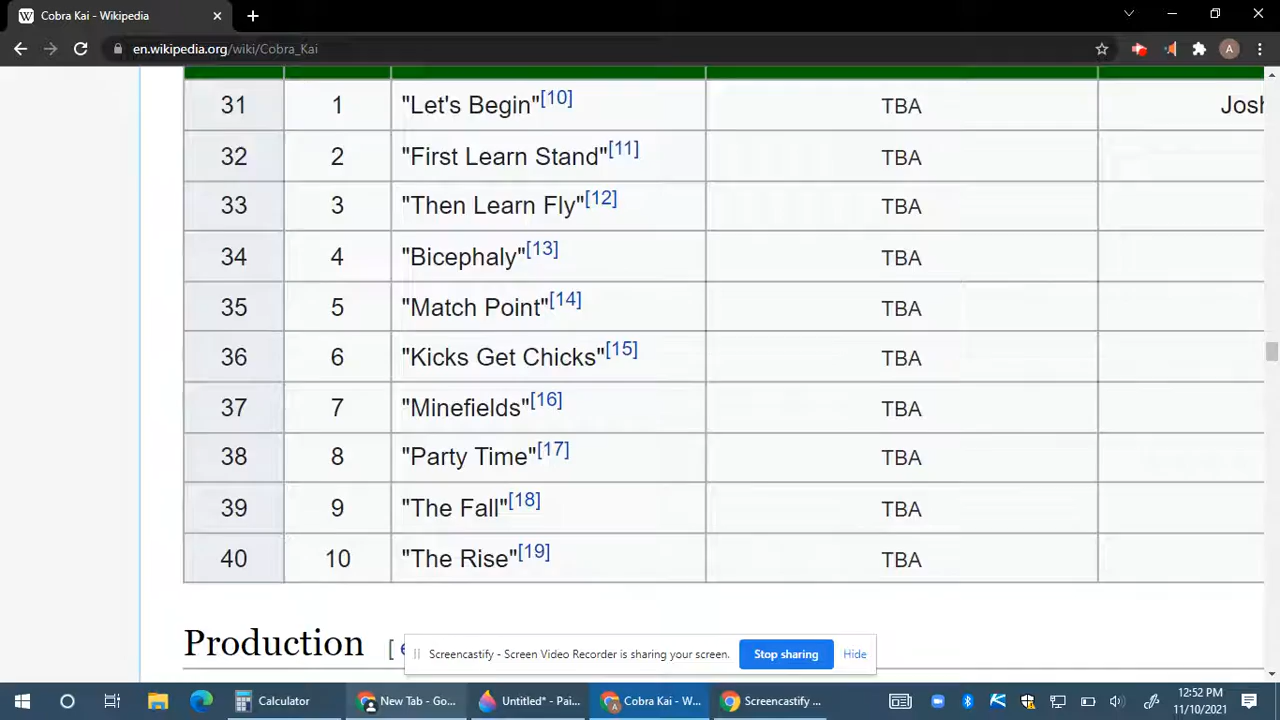 Cobra Kai - Wikipedia
en.wikipedia.org/wiki/Cobra_Kai
A
31 1 "Let's Begin"[10] TBA Josh
32 2 "First Learn Stand"[11] TBA
33 3 "Then Learn Fly"[12] TBA
34 4 "Bicephaly"[13] TBA
35 5 "Match Point"[14] TBA
36 6 "Kicks Get Chicks"[15] TBA
37 7 "Minefields"[16] TBA
38 8 "Party Time"[17] TBA
39 9 "The Fall"[18] TBA
40 10 "The Rise"[19] TBA
Production [ e
Screencastify - Screen Video Recorder is sharing your screen. Stop sharing Hide
Calculator New Tab - Go... Untitled* - Pai... Cobra Kai - W... Screencastify ... 12:52 PM
11/10/2021